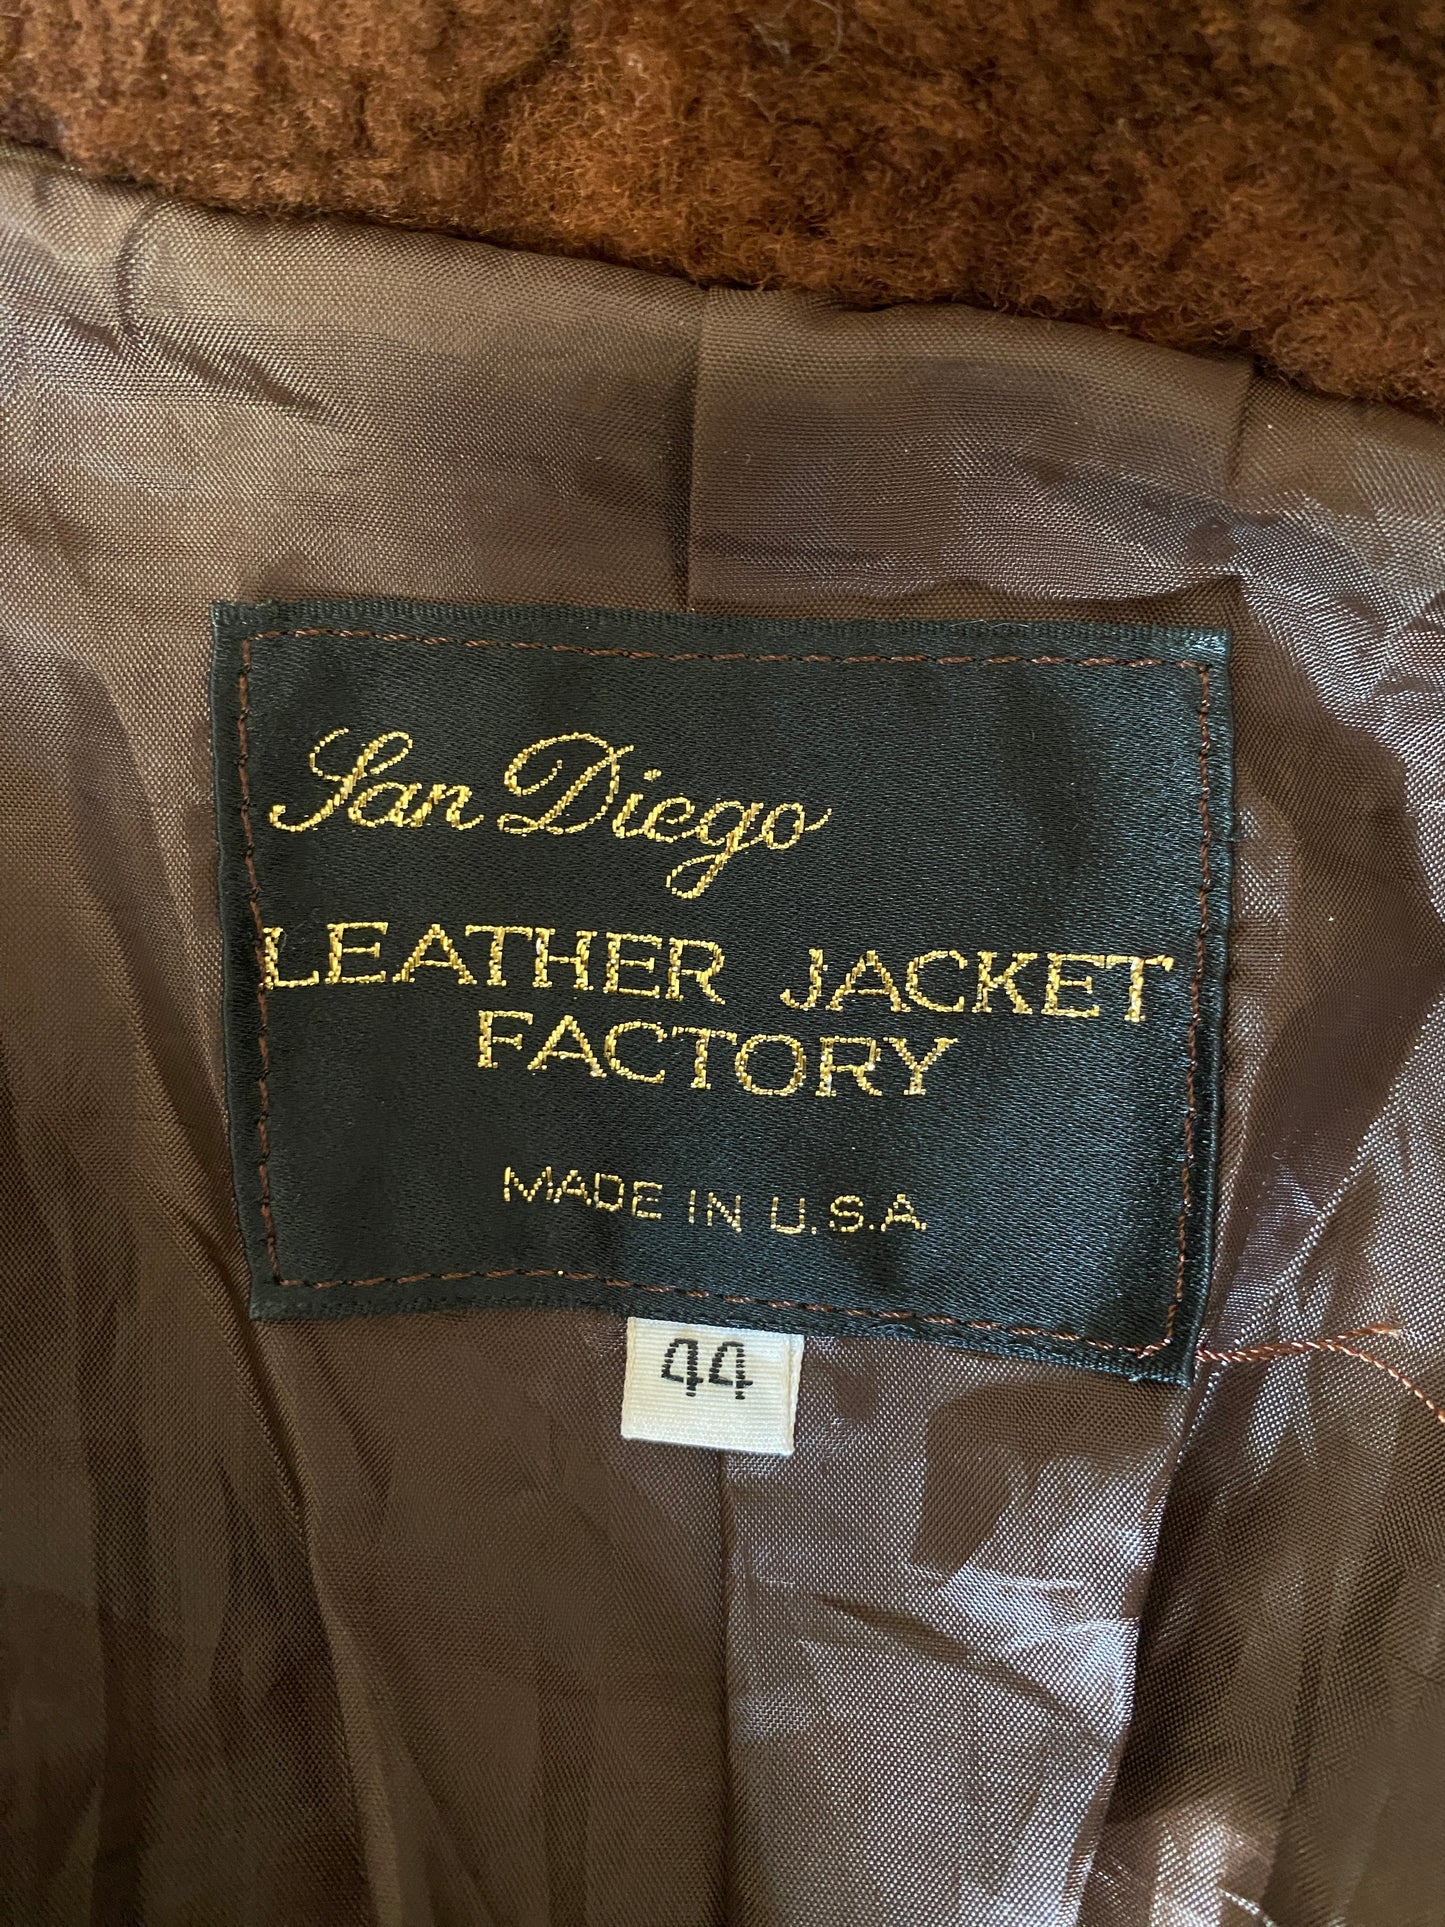 San Diego
LEATHER JACKET
FACTORY
MADE IN U.S.A.
44